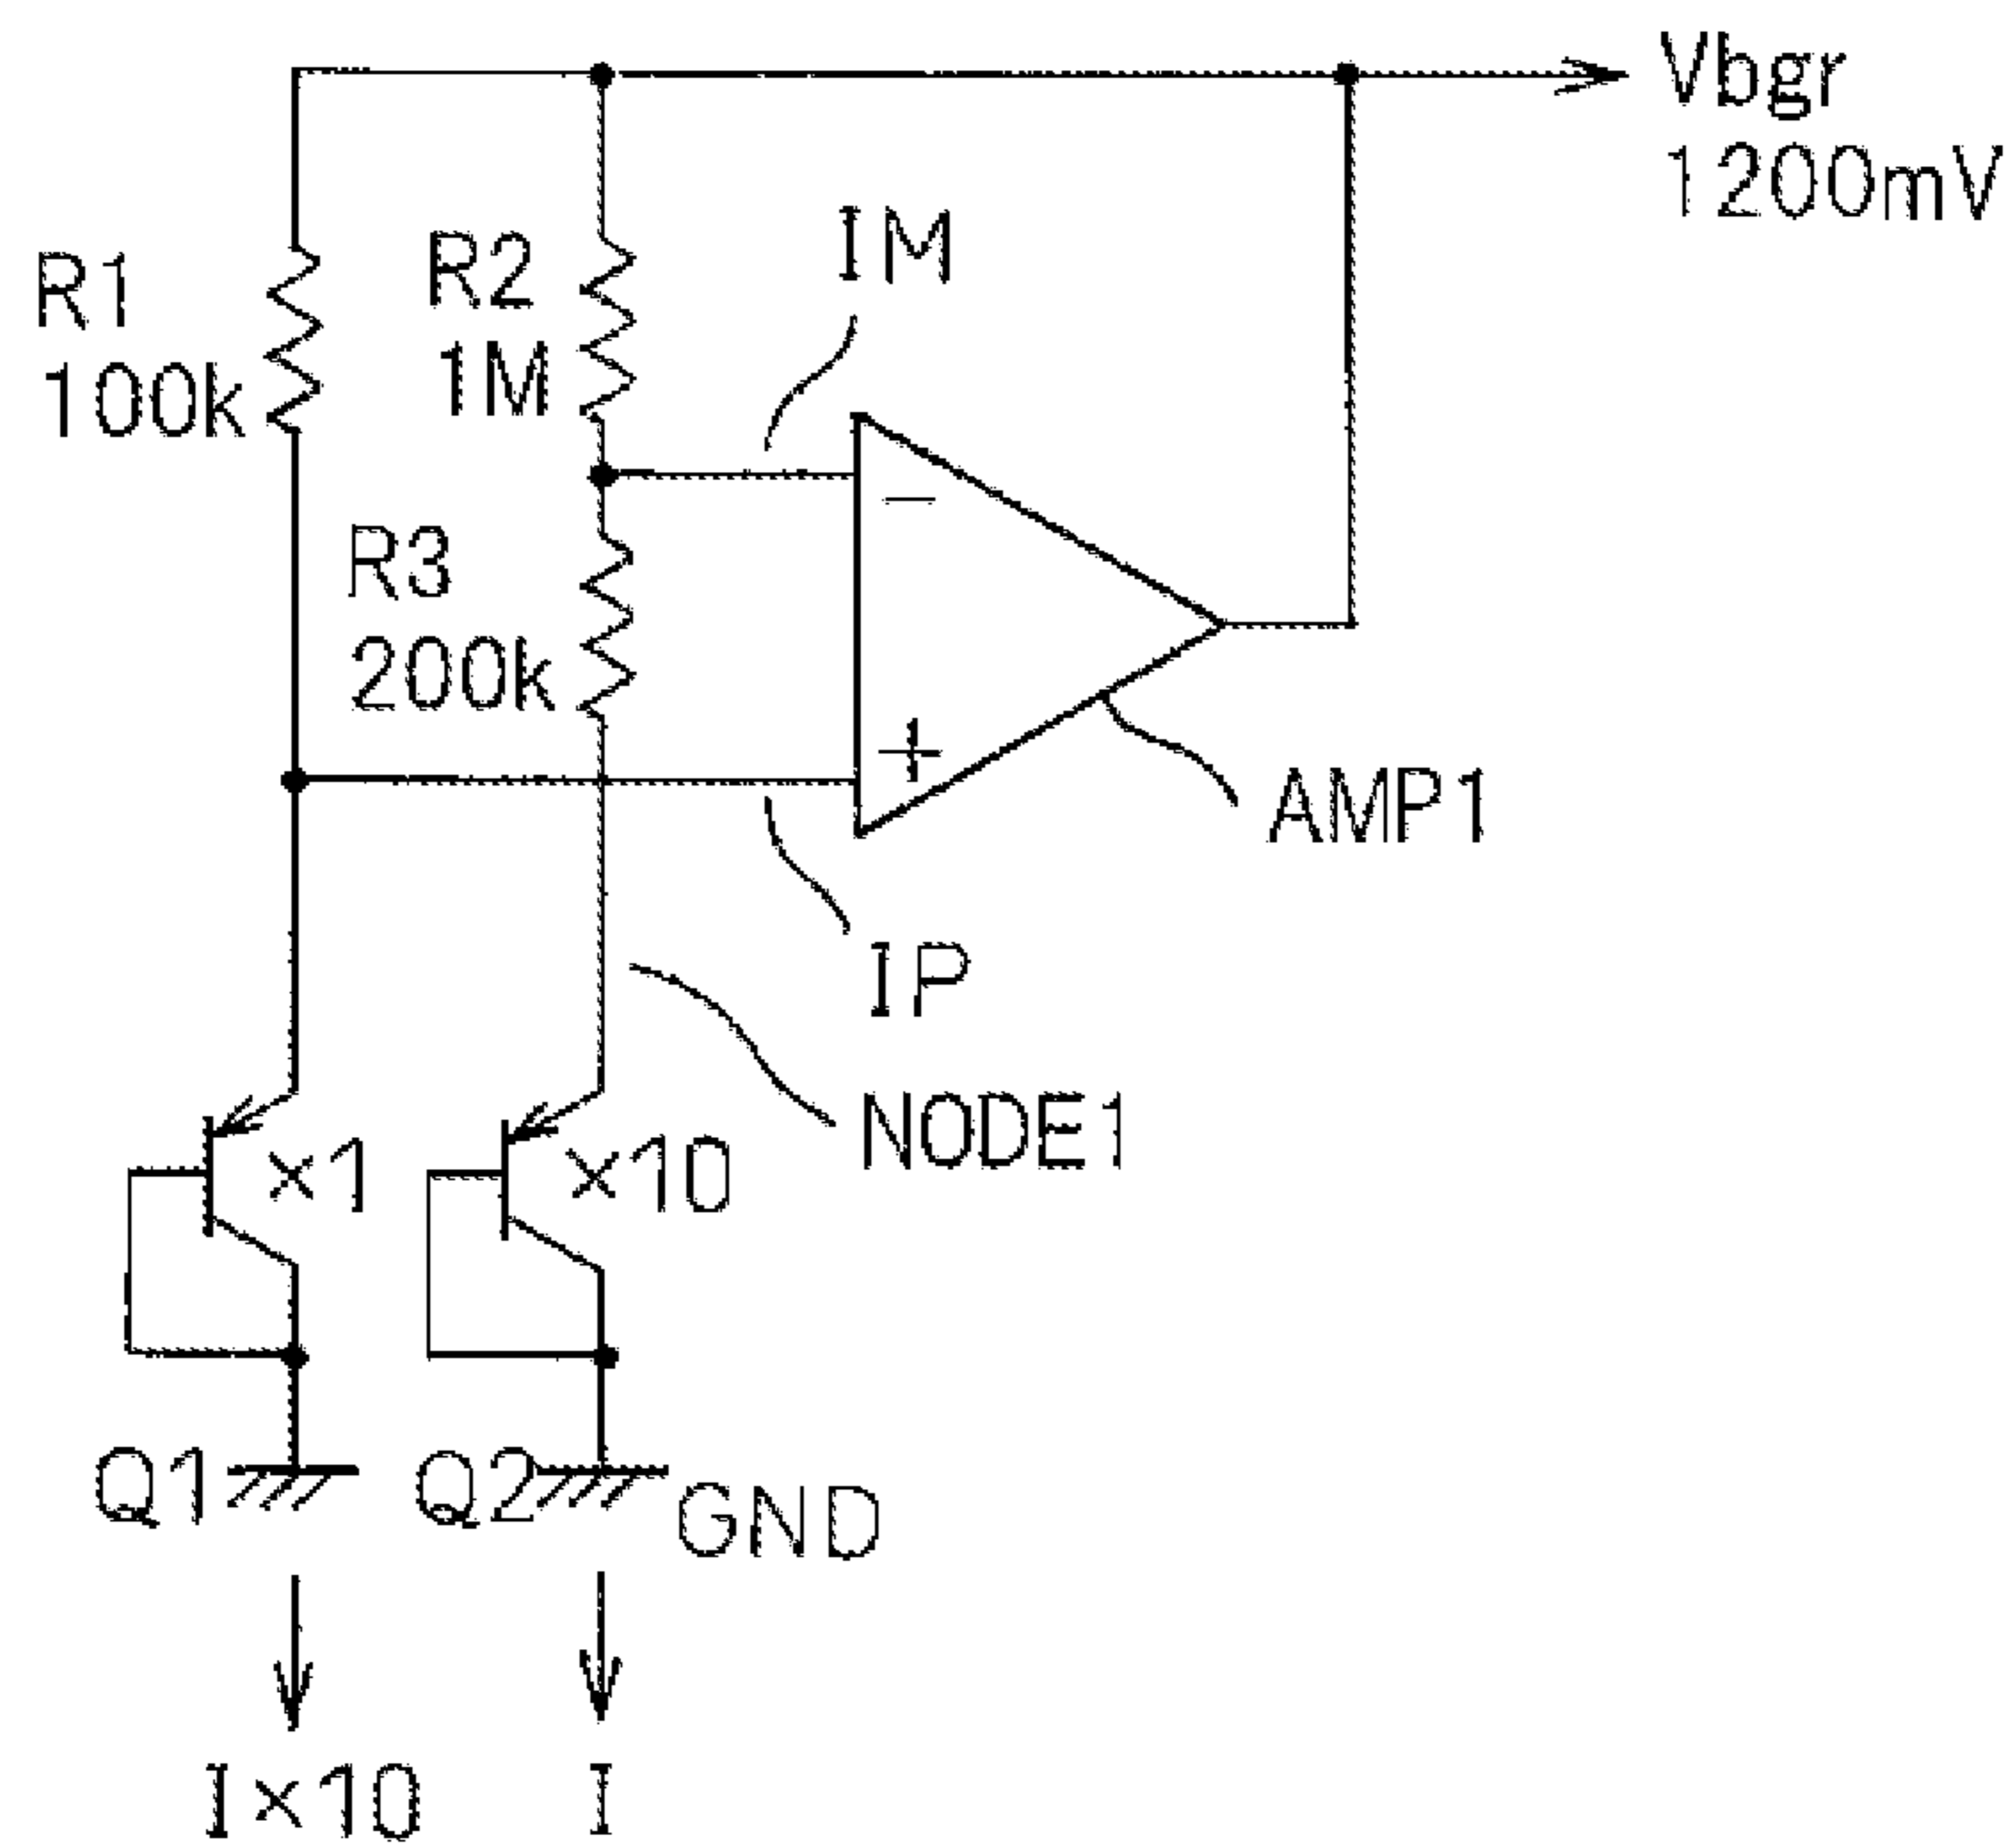 Vbgr
1200mV
IM
R1
100k
R2
1M
−
R3
200k
+
AMP1
IP
NODE1
×1
×10
Q1
Q2
GND
I×10
I